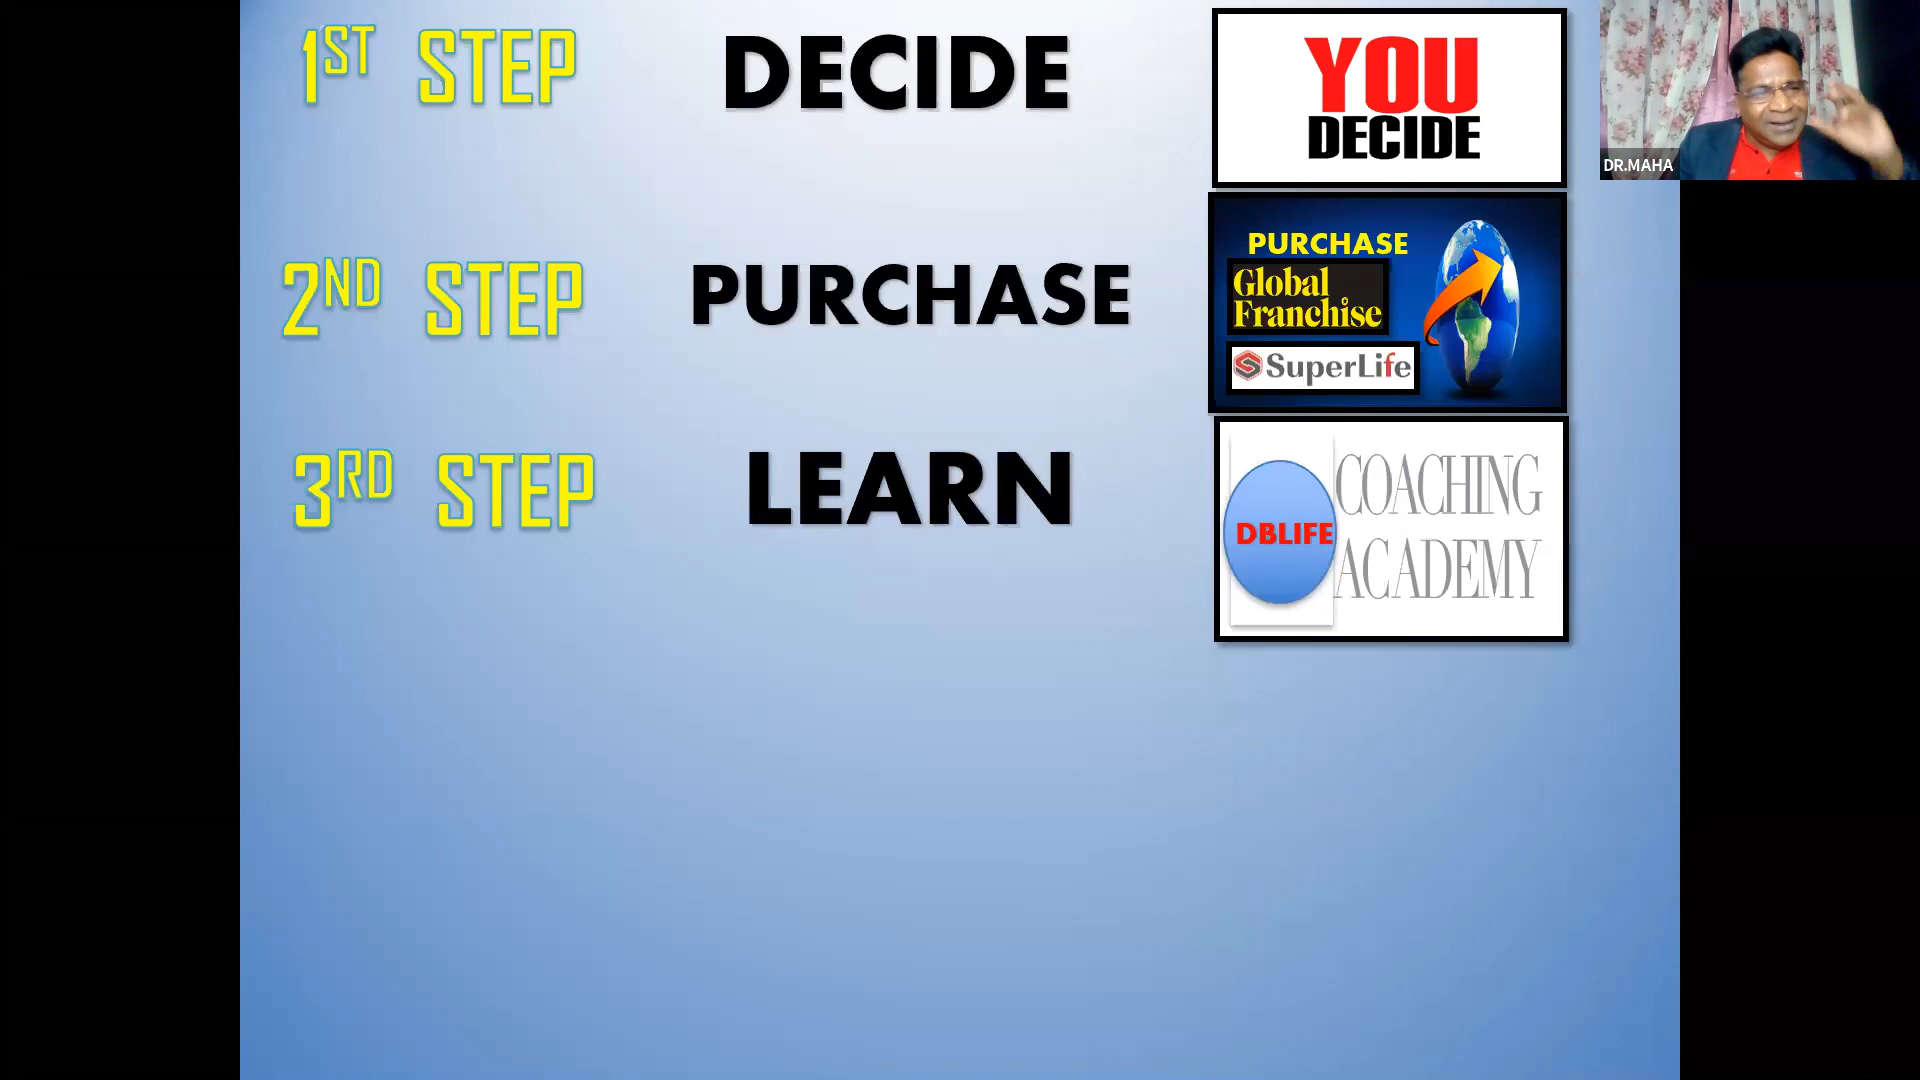 1ST STEP DECIDE
YOU
DECIDE
DR.MAHA
2ND STEP PURCHASE
PURCHASE
Global
Franchise
SuperLife
3RD STEP LEARN
DBLIFE
COACHING
ACADEMY